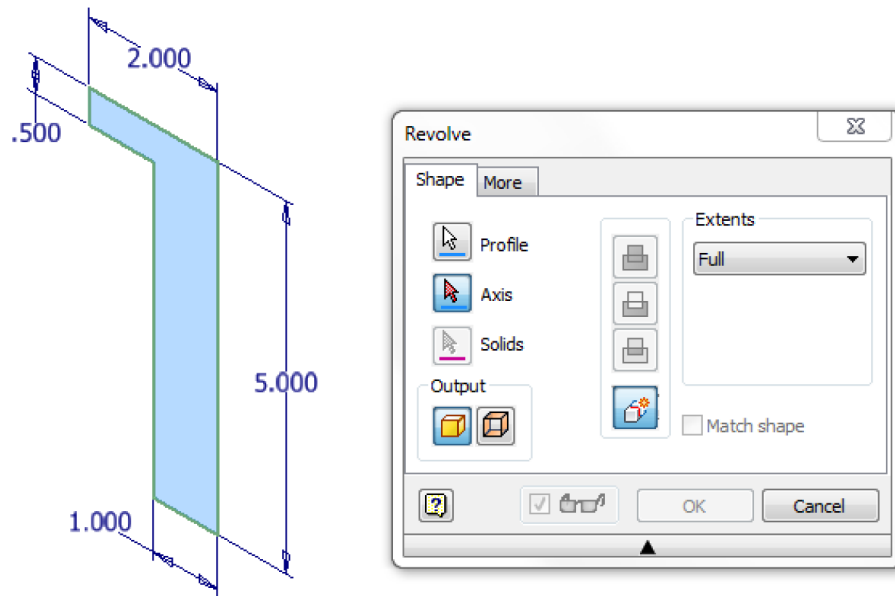 2.000
.500
5.000
1.000
Revolve
Shape
More
Profile
Axis
Solids
Output
Extents
Full
Match shape
?
OK
Cancel